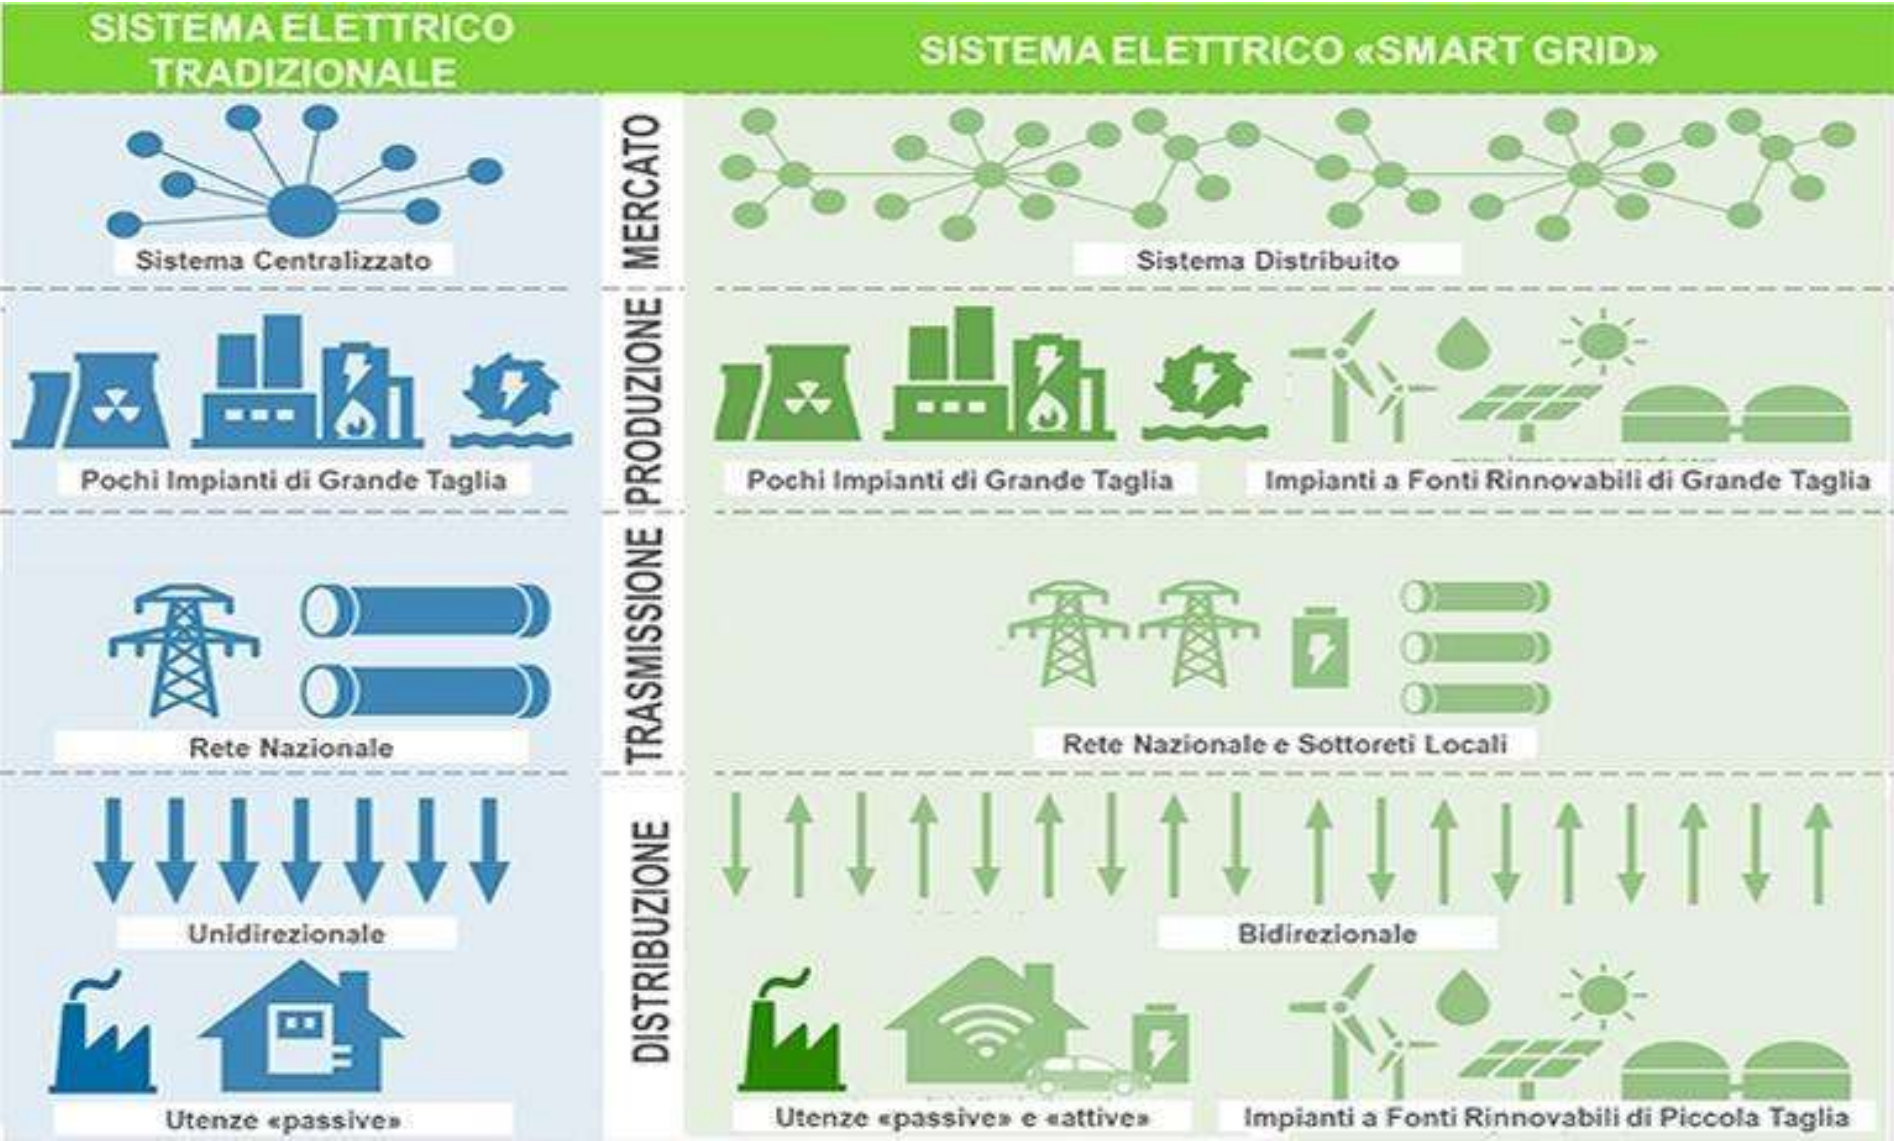 SISTEMA ELETTRICO
TRADIZIONALE
SISTEMA ELETTRICO «SMART GRID»
MERCATO
Sistema Centralizzato
Sistema Distribuito
PRODUZIONE
Pochi Impianti di Grande Taglia
Pochi Impianti di Grande Taglia
Impianti a Fonti Rinnovabili di Grande Taglia
TRASMISSIONE
Rete Nazionale
Rete Nazionale e Sottoreti Locali
DISTRIBUZIONE
Unidirezionale
Bidirezionale
Utenze «passive»
Utenze «passive» e «attive»
Impianti a Fonti Rinnovabili di Piccola Taglia